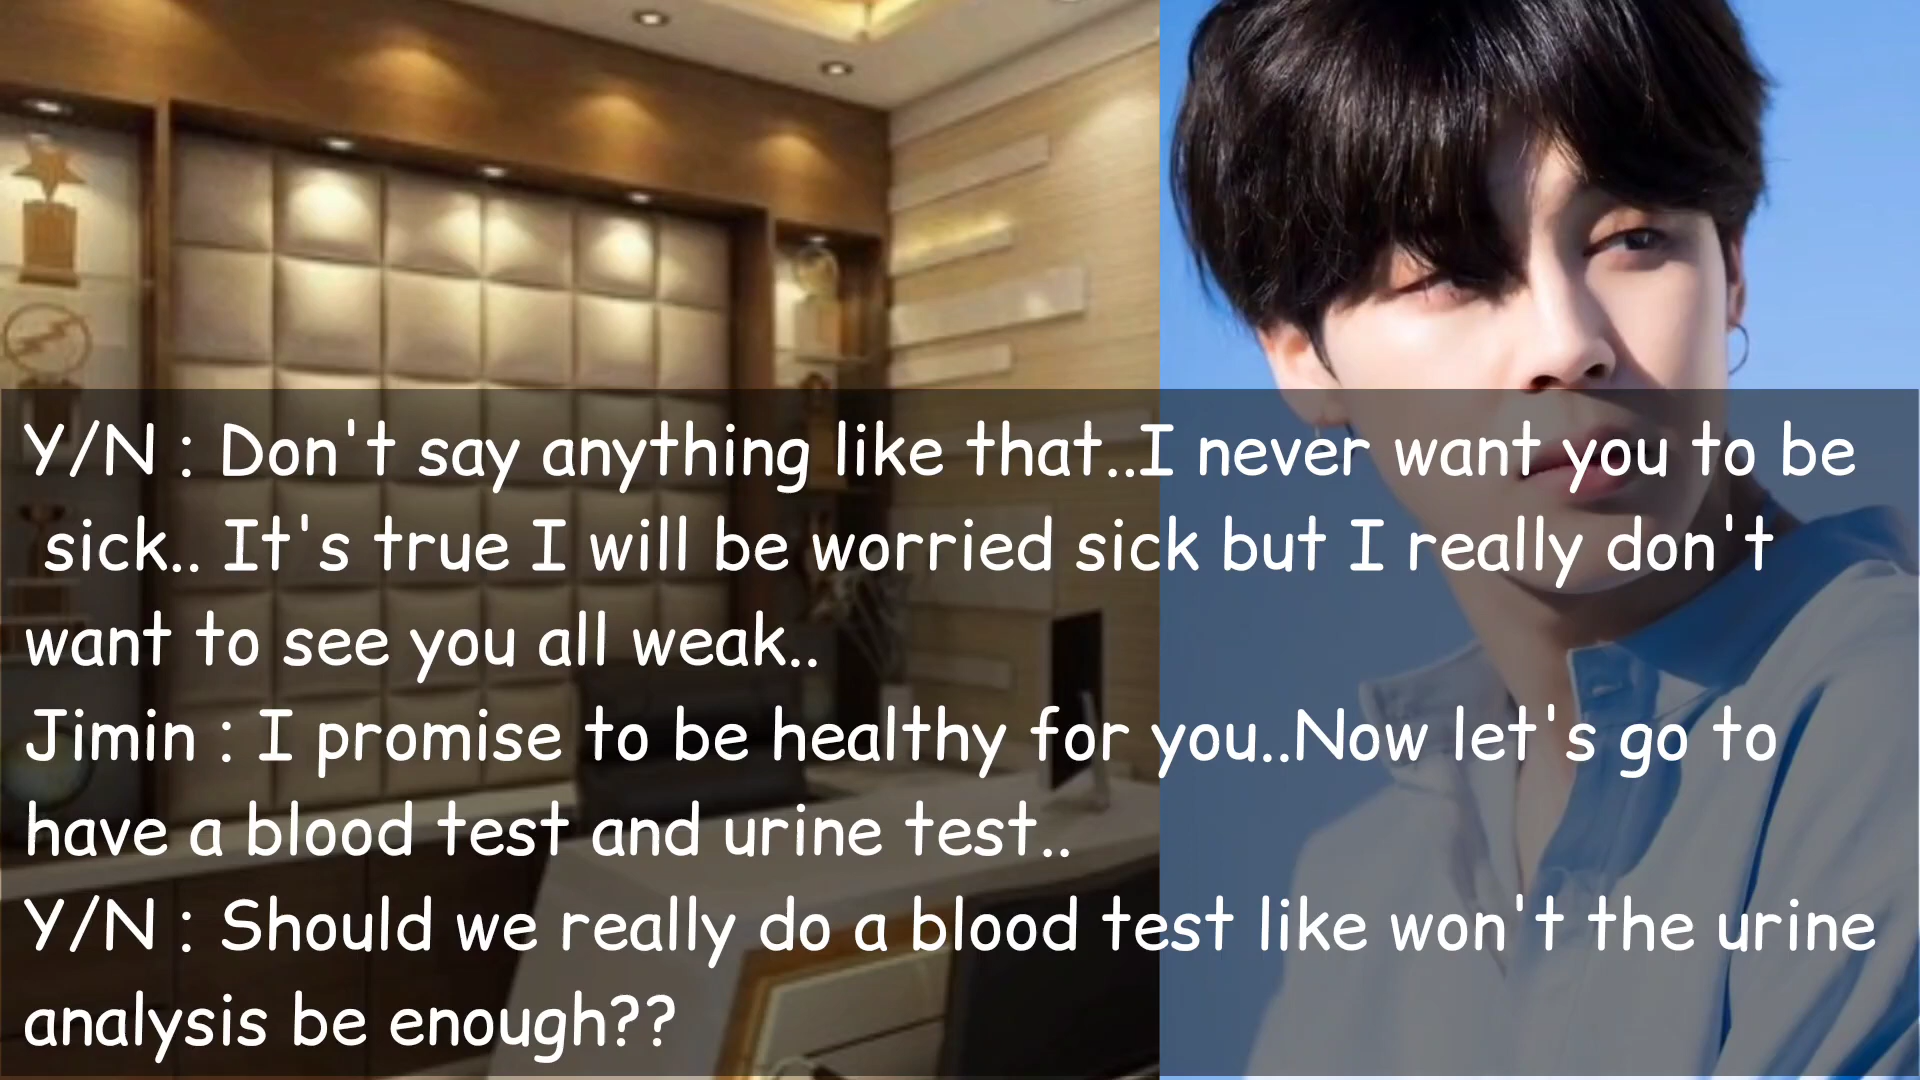 Y/N : Don't say anything like that..I never want you to be
sick.. It's true I will be worried sick but I really don't
want to see you all weak..
Jimin : I promise to be healthy for you..Now let's go to
have a blood test and urine test..
Y/N : Should we really do a blood test like won't the urine
analysis be enough??